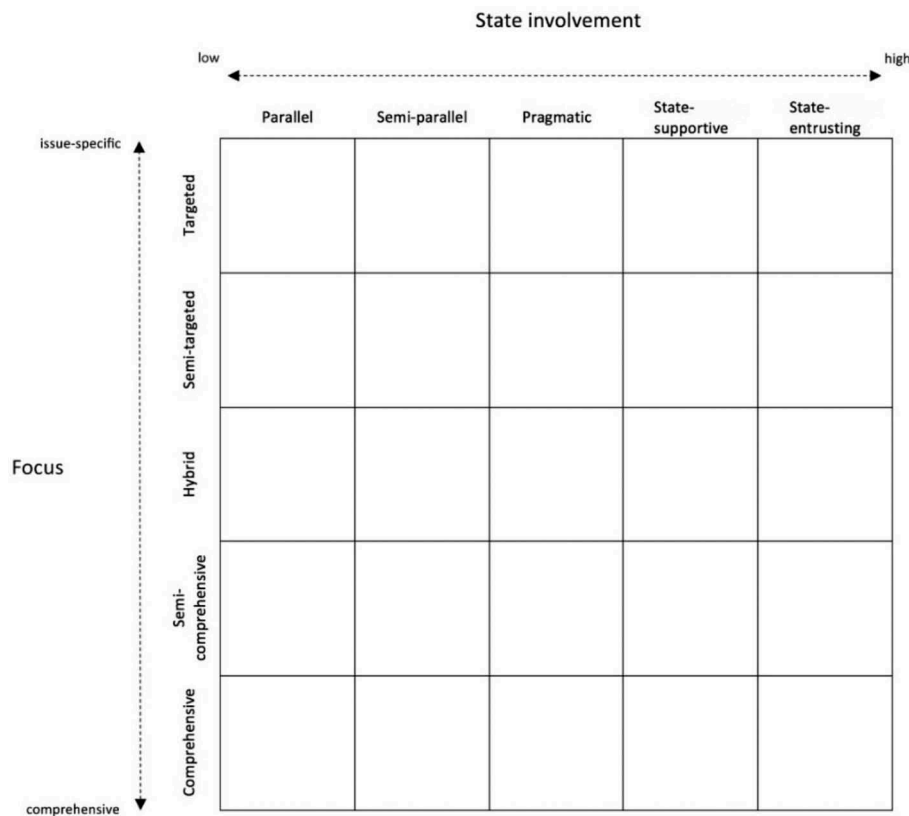 State involvement
low
high
Parallel
Semi-parallel
Pragmatic
State-
supportive
State-
entrusting
issue-specific
Targeted
Semi-targeted
Focus
Hybrid
Semi-
comprehensive
Comprehensive
comprehensive